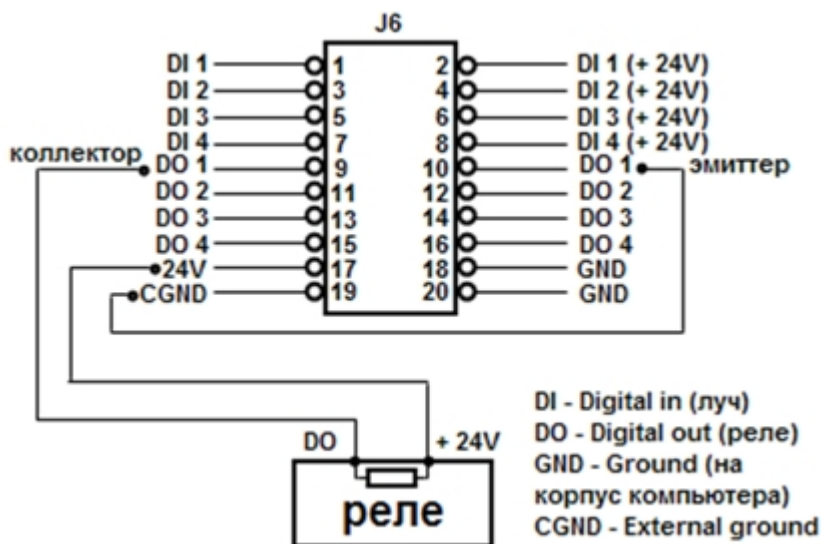 J6
DI 1 1 2 DI 1 (+ 24V)
DI 2 3 4 DI 2 (+ 24V)
DI 3 5 6 DI 3 (+ 24V)
DI 4 7 8 DI 4 (+ 24V)
коллектор DO 1 9 10 DO 1 эмиттер
DO 2 11 12 DO 2
DO 3 13 14 DO 3
DO 4 15 16 DO 4
24V 17 18 GND
CGND 19 20 GND
DO + 24V
реле
DI - Digital in (луч)
DO - Digital out (реле)
GND - Ground (на
корпус компьютера)
CGND - External ground